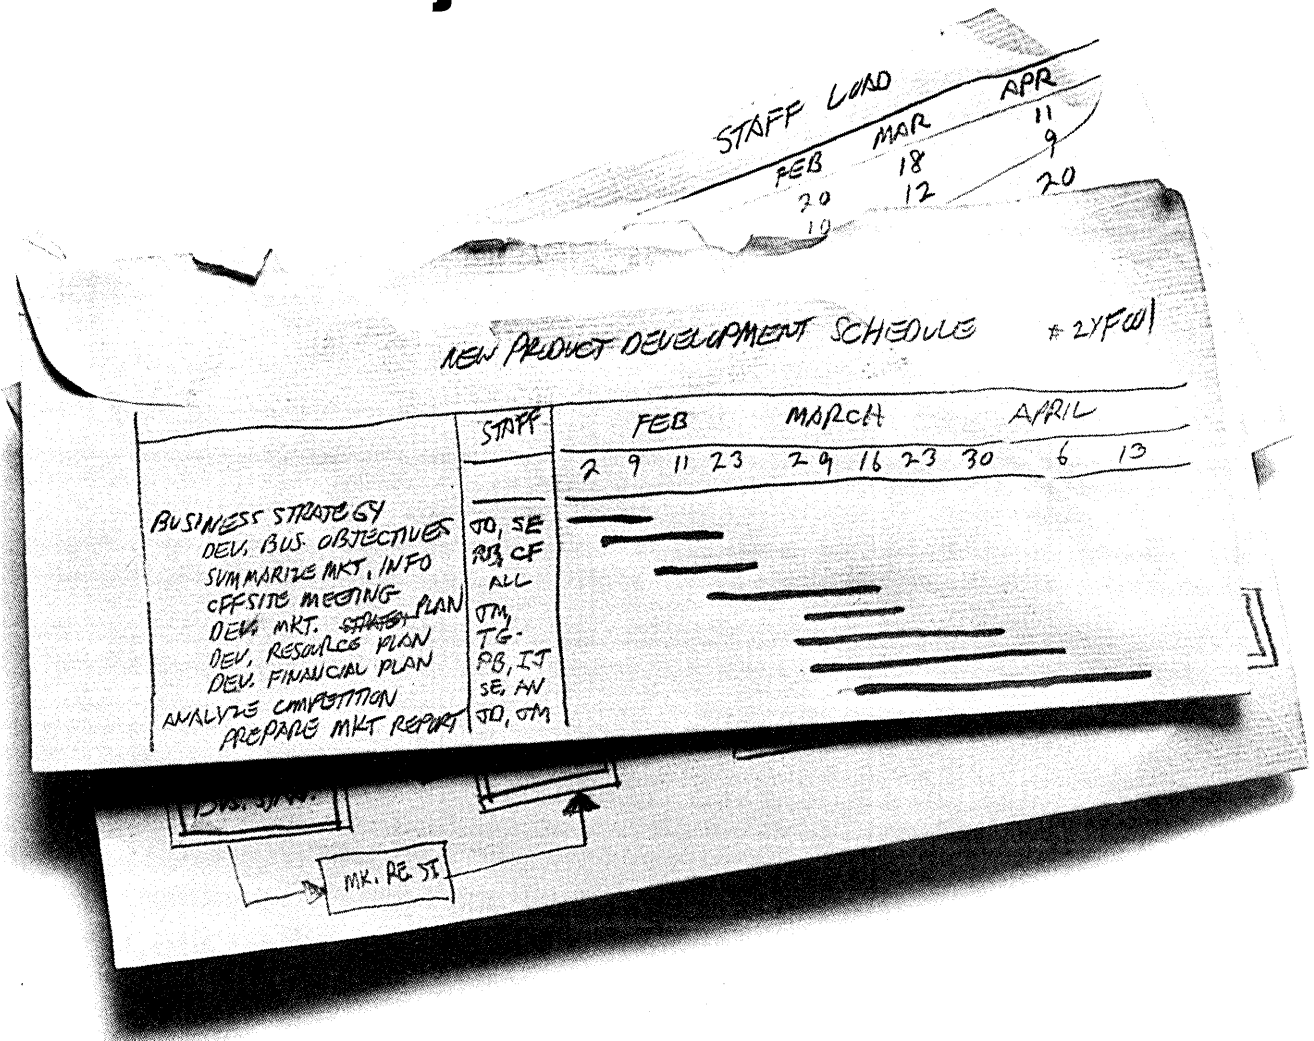 STAFF LOAD
FEB MAR APR
20 18 11
10 12 9
20
NEW PRODUCT DEVELOPMENT SCHEDULE # 2YF001
STAFF FEB MARCH APRIL
2 9 11 23 2 9 16 23 30 6 13
BUSINESS STRATEGY
DEV. BUS. OBJECTIVES JD, SE
SUMMARIZE MKT, INFO PB, CF
OFFSITE MEETING ALL
DEV. MKT. STRATEGY PLAN JM,
DEV. RESOURCE PLAN TG.
DEV. FINANCIAL PLAN PB, IJ
ANALYZE COMPETITION SE, AN
PREPARE MKT REPORT JD, JM
MK. RE ST